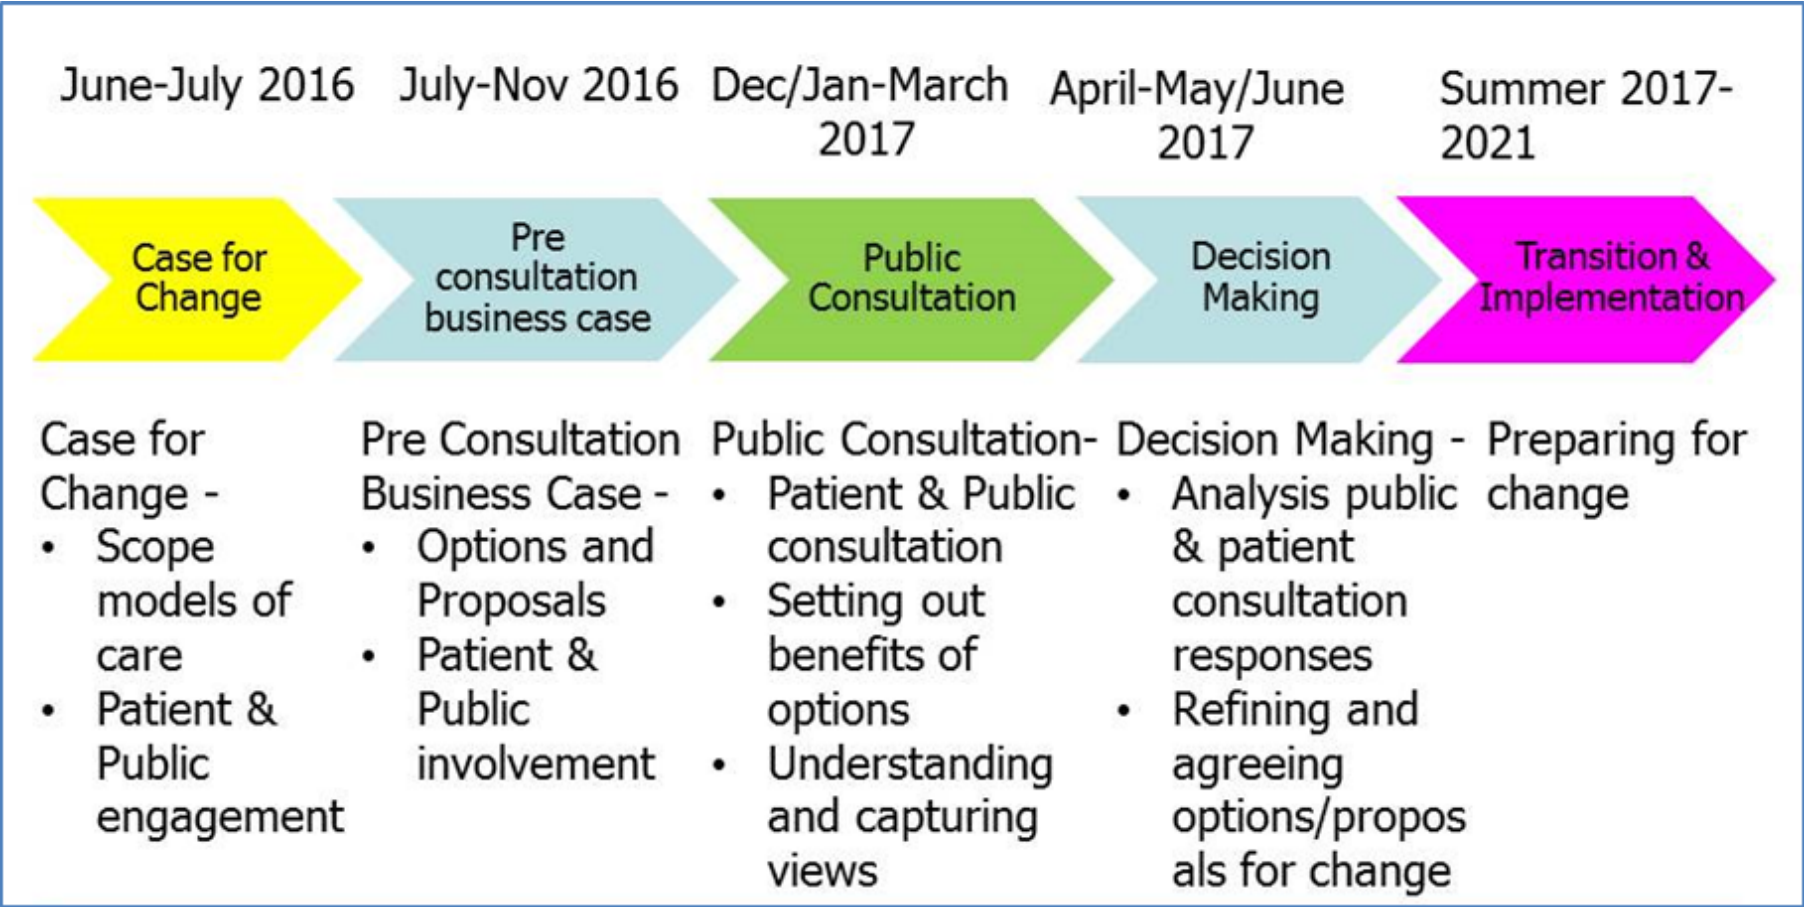 June-July 2016
July-Nov 2016
Dec/Jan-March
2017
April-May/June
2017
Summer 2017-
2021
Case for
Change
Pre
consultation
business case
Public
Consultation
Decision
Making
Transition &
Implementation
Case for
Change -
• Scope
models of
care
• Patient &
Public
engagement
Pre Consultation
Business Case -
• Options and
Proposals
• Patient &
Public
involvement
Public Consultation-
• Patient & Public
consultation
• Setting out
benefits of
options
• Understanding
and capturing
views
Decision Making -
• Analysis public
& patient
consultation
responses
• Refining and
agreeing
options/propos
als for change
Preparing for
change